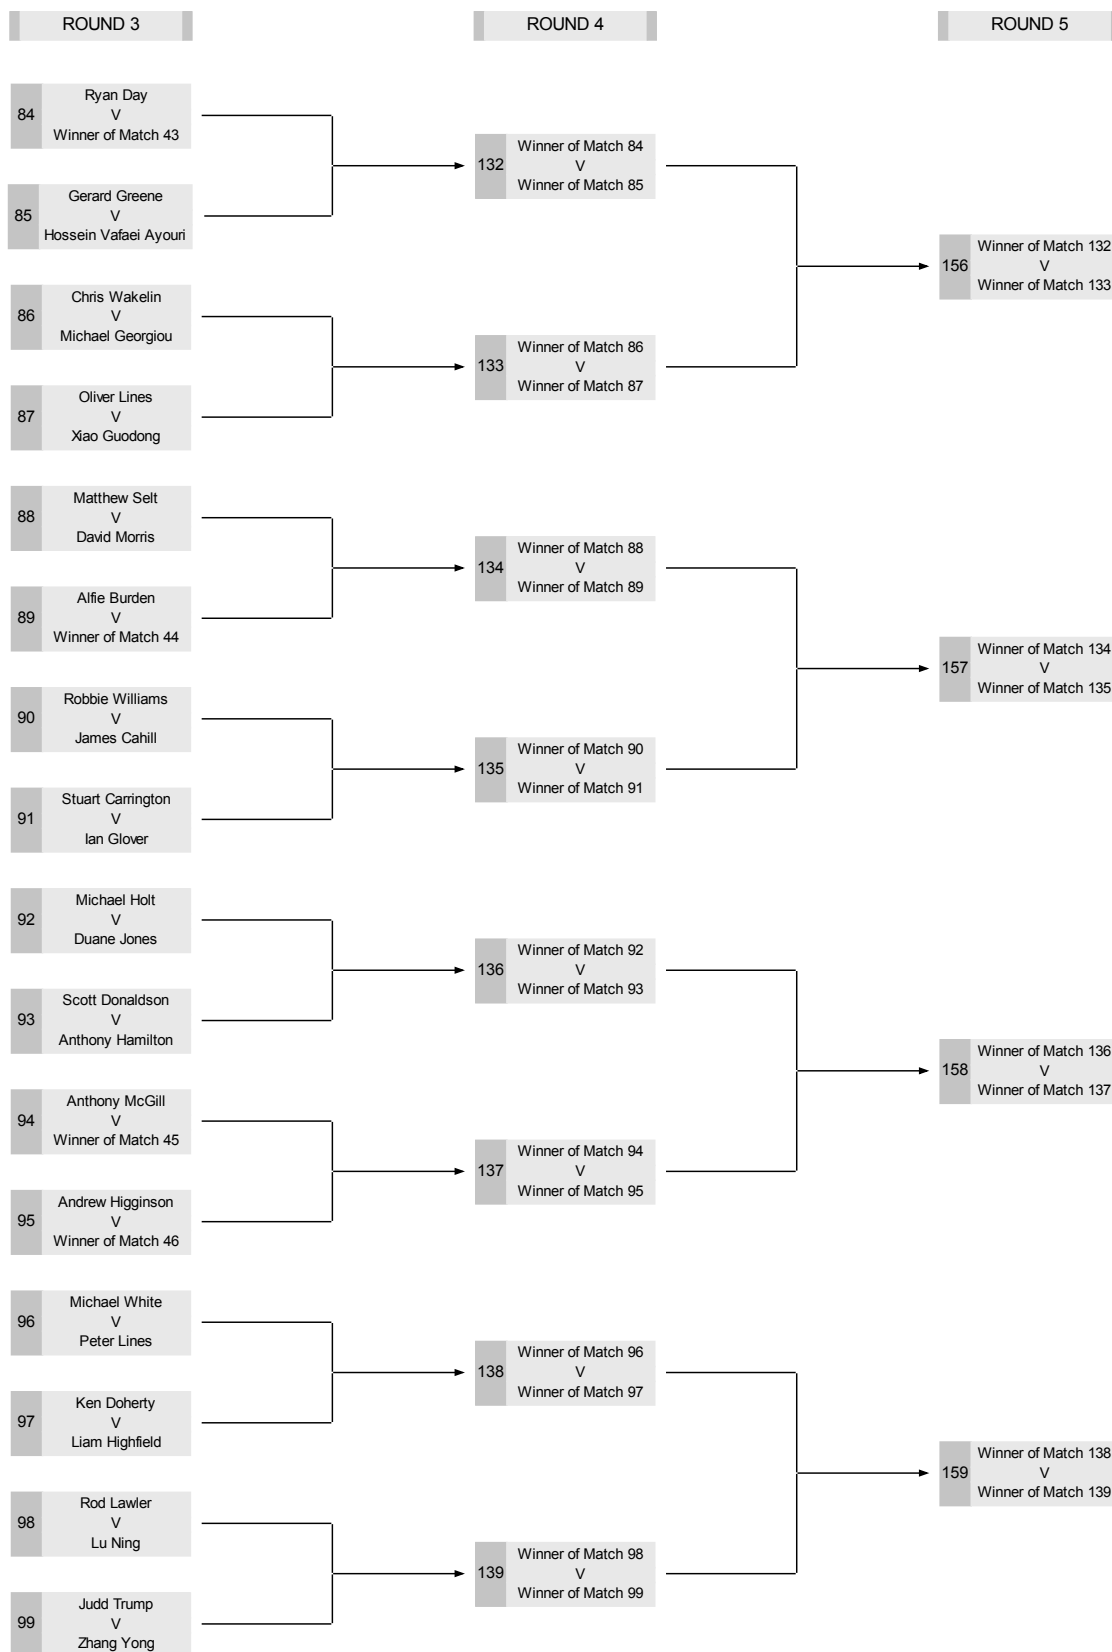 ROUND 3
ROUND 4
ROUND 5
84
Ryan Day
V
Winner of Match 43
85
Gerard Greene
V
Hossein Vafaei Ayouri
86
Chris Wakelin
V
Michael Georgiou
87
Oliver Lines
V
Xiao Guodong
88
Matthew Selt
V
David Morris
89
Alfie Burden
V
Winner of Match 44
90
Robbie Williams
V
James Cahill
91
Stuart Carrington
V
Ian Glover
92
Michael Holt
V
Duane Jones
93
Scott Donaldson
V
Anthony Hamilton
94
Anthony McGill
V
Winner of Match 45
95
Andrew Higginson
V
Winner of Match 46
96
Michael White
V
Peter Lines
97
Ken Doherty
V
Liam Highfield
98
Rod Lawler
V
Lu Ning
99
Judd Trump
V
Zhang Yong
132
Winner of Match 84
V
Winner of Match 85
133
Winner of Match 86
V
Winner of Match 87
134
Winner of Match 88
V
Winner of Match 89
135
Winner of Match 90
V
Winner of Match 91
136
Winner of Match 92
V
Winner of Match 93
137
Winner of Match 94
V
Winner of Match 95
138
Winner of Match 96
V
Winner of Match 97
139
Winner of Match 98
V
Winner of Match 99
156
Winner of Match 132
V
Winner of Match 133
157
Winner of Match 134
V
Winner of Match 135
158
Winner of Match 136
V
Winner of Match 137
159
Winner of Match 138
V
Winner of Match 139